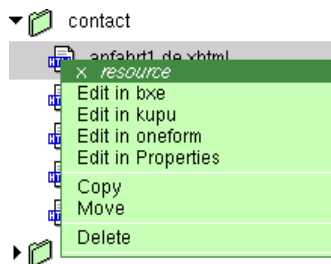 contact
anfahrt1.de.xhtml
x resource
Edit in bxe
Edit in kupu
Edit in oneform
Edit in Properties
Copy
Move
Delete